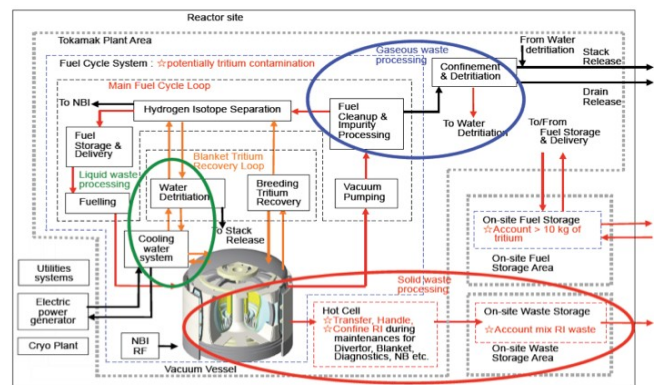 Reactor site
Tokamak Plant Area
Fuel Cycle System : ☆potentially tritium contamination
Gaseous waste
processing
From Water
detritiation
Stack
Release
Main Fuel Cycle Loop
To NBI
Hydrogen Isotope Separation
Fuel
Cleanup &
Impurity
Processing
Confinement
& Detritiation
Drain
Release
To Water
Detritiation
To/From
Fuel Storage
& Delivery
Fuel
Storage &
Delivery
Blanket Tritium
Recovery Loop
Liquid waste
processing
Fuelling
Water
Detritiation
Breeding
Tritium
Recovery
Vacuum
Pumping
To Stack
Release
Cooling
water
system
On-site Fuel Storage
☆Account > 10 kg of
tritium
On-site Fuel
Storage Area
Utilities
systems
Electric
power
generator
Cryo Plant
NBI
RF
Vacuum Vessel
Solid waste
processing
Hot Cell
☆Transfer, Handle,
☆Confine RI during
maintenances for
Divertor, Blanket,
Diagnostics, NB etc.
On-site Waste Storage
☆Account mix RI waste
On-site Waste
Storage Area